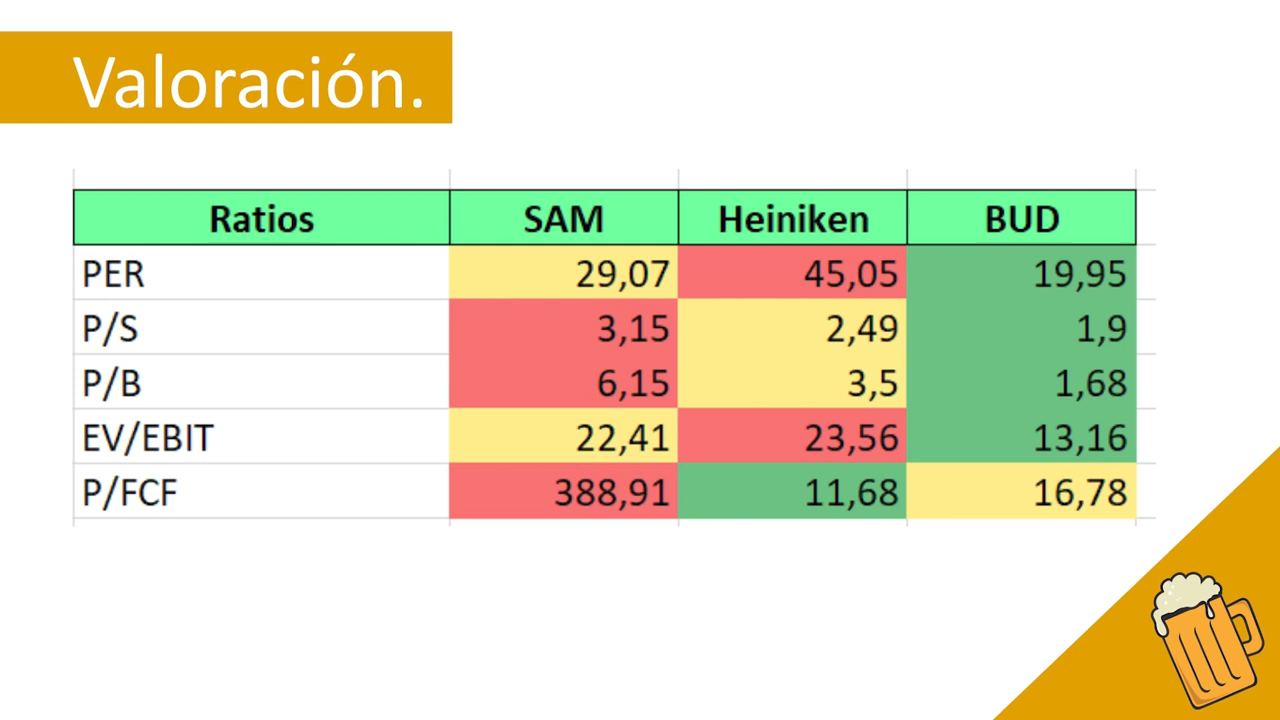 Valoración.
Ratios SAM Heiniken BUD
PER 29,07 45,05 19,95
P/S 3,15 2,49 1,9
P/B 6,15 3,5 1,68
EV/EBIT 22,41 23,56 13,16
P/FCF 388,91 11,68 16,78